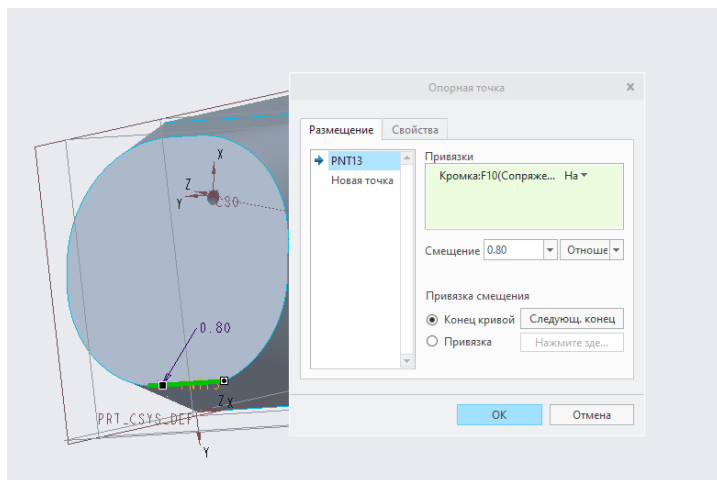 Опорная точка
x
Размещение Свойства
PNT13
Новая точка
Привязки
Кромка:F10(Сопряже... На
Смещение 0.80 Отноше
Привязка смещения
Конец кривой Следующ. конец
Привязка Нажмите зде...
OK Отмена
X
Z
Y
CS0
0.80
PNT13
Z X
PRT_CSYS_DEF
Y